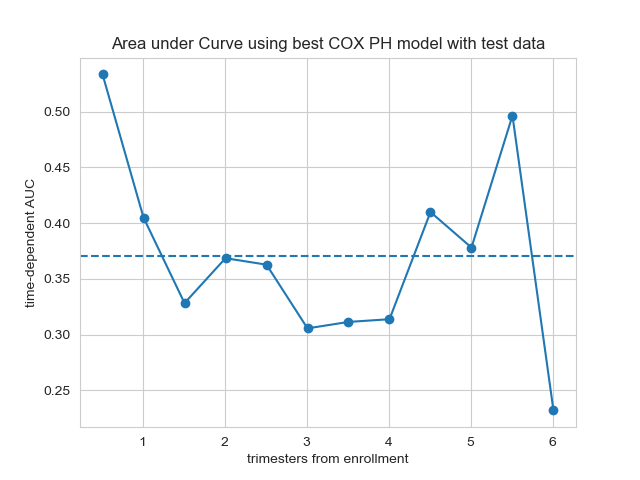 Area under Curve using best COX PH model with test data
time-dependent AUC
0.50
0.45
0.40
0.35
0.30
0.25
1 2 3 4 5 6
trimesters from enrollment